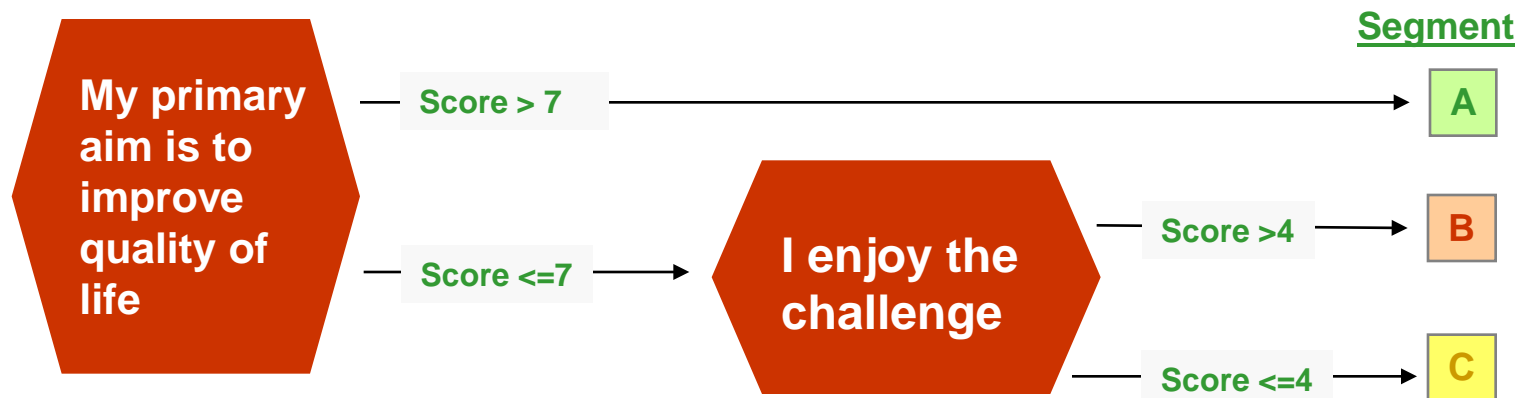 Segment
My primary
aim is to
improve
quality of
life
Score > 7
A
Score <=7
I enjoy the
challenge
Score >4
B
Score <=4
C